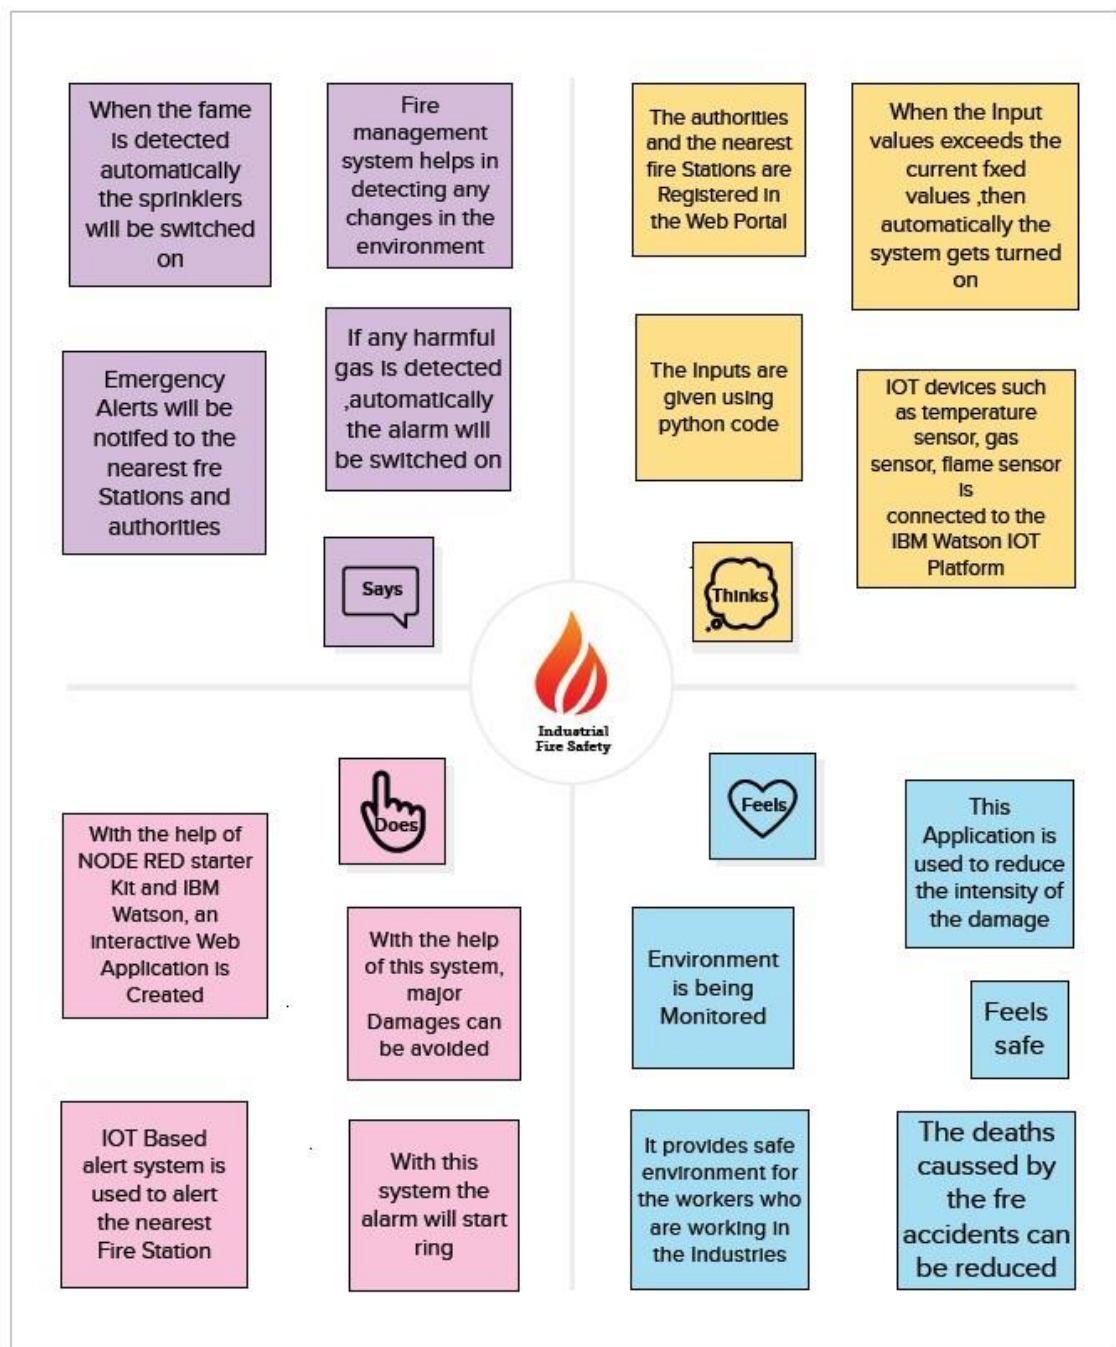 When the fame
is detected
automatically
the sprinklers
will be switched
on
Fire
management
system helps in
detecting any
changes in the
environment
Emergency
Alerts will be
notifed to the
nearest fre
Stations and
authorities
If any harmful
gas is detected
,automatically
the alarm will
be switched on
Says
The authorities
and the nearest
fire Stations are
Registered in
the Web Portal
When the Input
values exceeds the
current fxed
values ,then
automatically the
system gets turned
on
The Inputs are
given using
python code
IOT devices such
as temperature
sensor, gas
sensor, flame sensor
is
connected to the
IBM Watson IOT
Platform
Thinks
Industrial
Fire Safety
Does
With the help of
NODE RED starter
Kit and IBM
Watson, an
interactive Web
Application is
Created
With the help
of this system,
major
Damages can
be avoided
IOT Based
alert system is
used to alert
the nearest
Fire Station
With this
system the
alarm will start
ring
Feels
This
Application is
used to reduce
the intensity of
the damage
Environment
is being
Monitored
Feels
safe
It provides safe
environment for
the workers who
are working in
the Industries
The deaths
caussed by
the fre
accidents can
be reduced